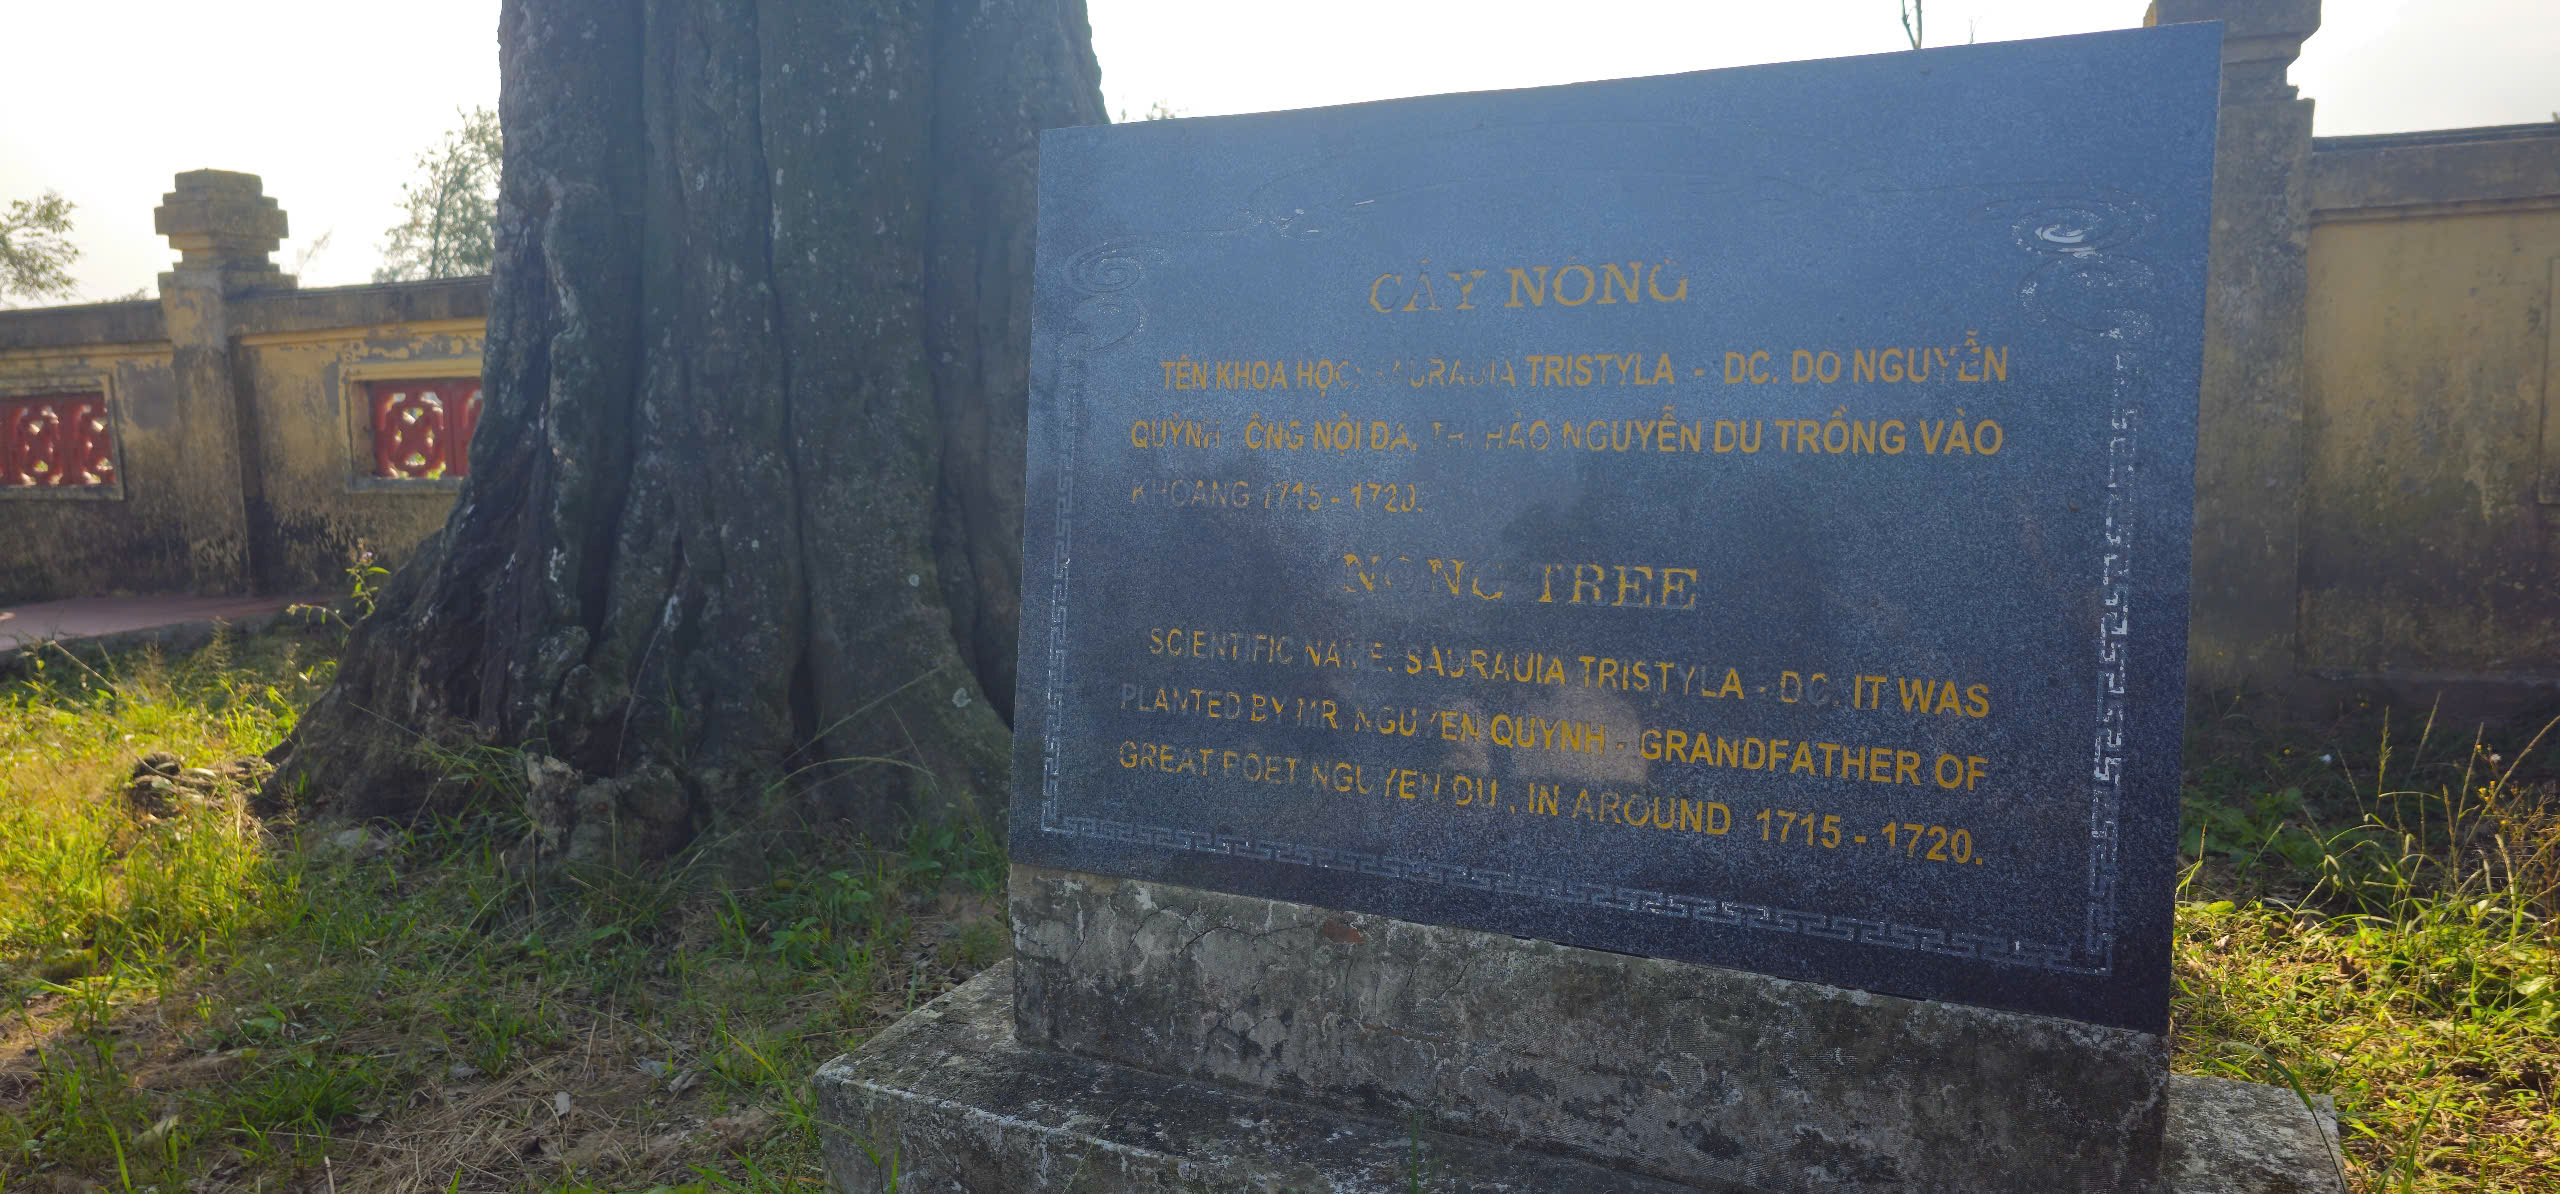 CÂY NÓNG
TÊN KHOA HỌC: SAURAUIA TRISTYLA - DC. DO NGUYỄN
QUỲNH - ÔNG NỘI ĐẠI THI HÀO NGUYỄN DU TRỒNG VÀO
KHOẢNG 1715 - 1720.
NONG TREE
SCIENTIFIC NAME: SAURAUIA TRISTYLA - DC. IT WAS
PLANTED BY MR. NGUYEN QUYNH - GRANDFATHER OF
GREAT POET NGUYEN DU , IN AROUND 1715 - 1720.